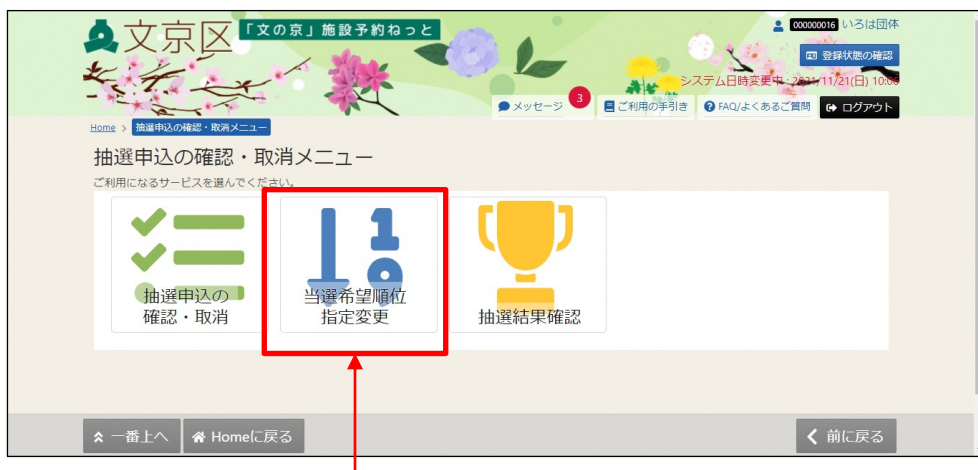 文京区
「文の京」施設予約ねっと
000000016 いろは団体
登録状態の確認
システム日時変更中：2021/11/21(日) 10:00
メッセージ 3
ご利用の手引き
FAQ/よくあるご質問
ログアウト
Home > 抽選申込の確認・取消メニュー
抽選申込の確認・取消メニュー
ご利用になるサービスを選んでください。
抽選申込の
確認・取消
当選希望順位
指定変更
抽選結果確認
一番上へ
Homeに戻る
前に戻る